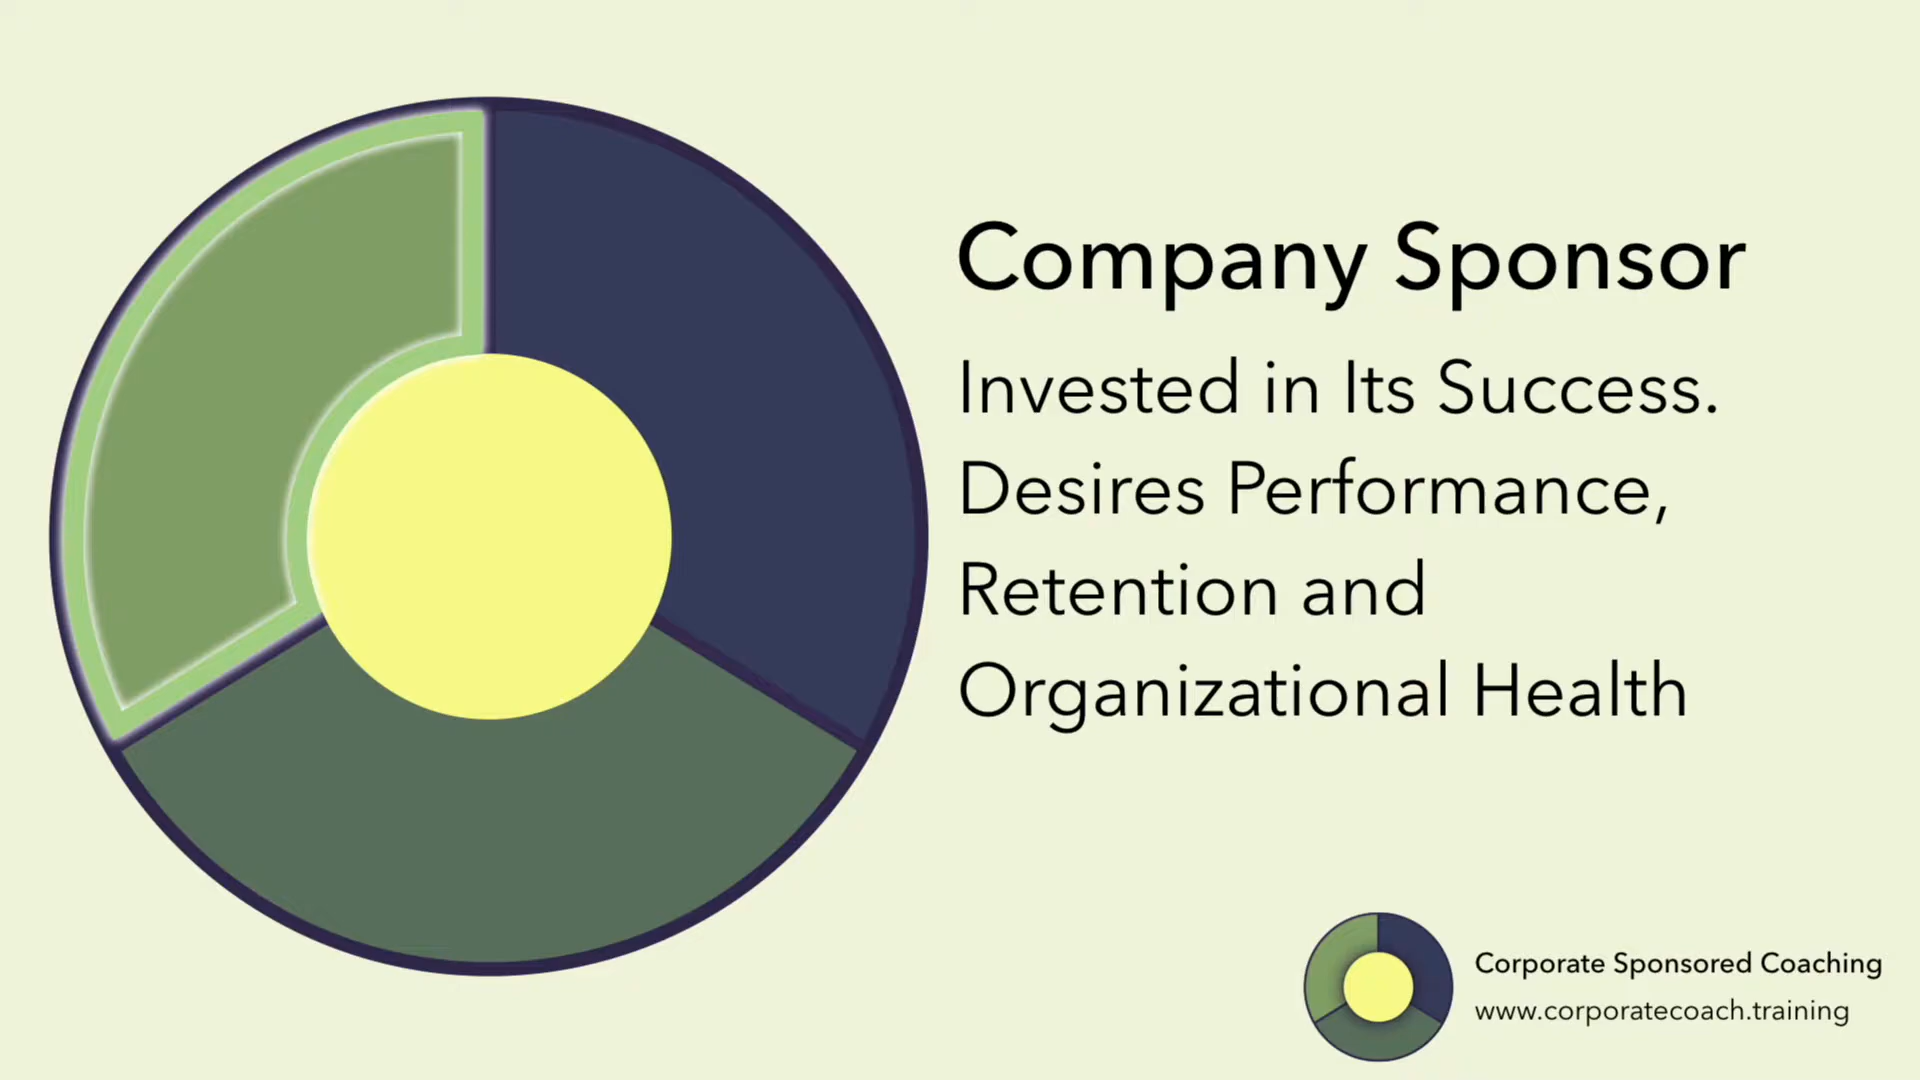 Company Sponsor
Invested in Its Success.
Desires Performance,
Retention and
Organizational Health
Corporate Sponsored Coaching
www.corporatecoach.training